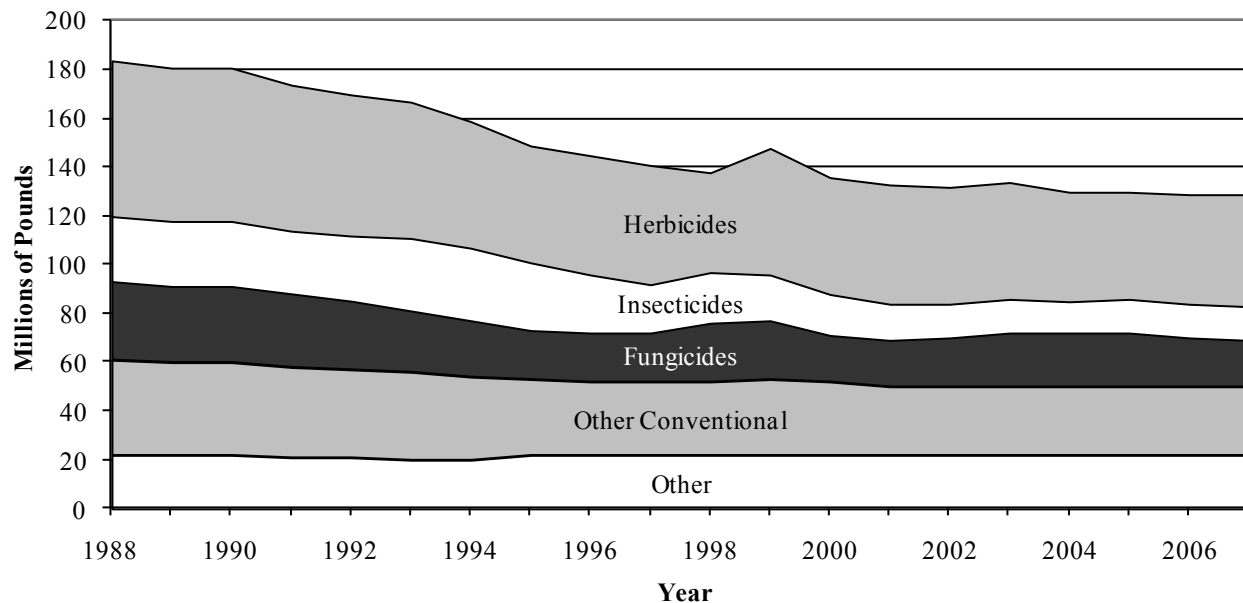 200
180
160
140
120
100
80
60
40
20
0
Millions of Pounds
Herbicides
Insecticides
Fungicides
Other Conventional
Other
1988 1990 1992 1994 1996 1998 2000 2002 2004 2006
Year